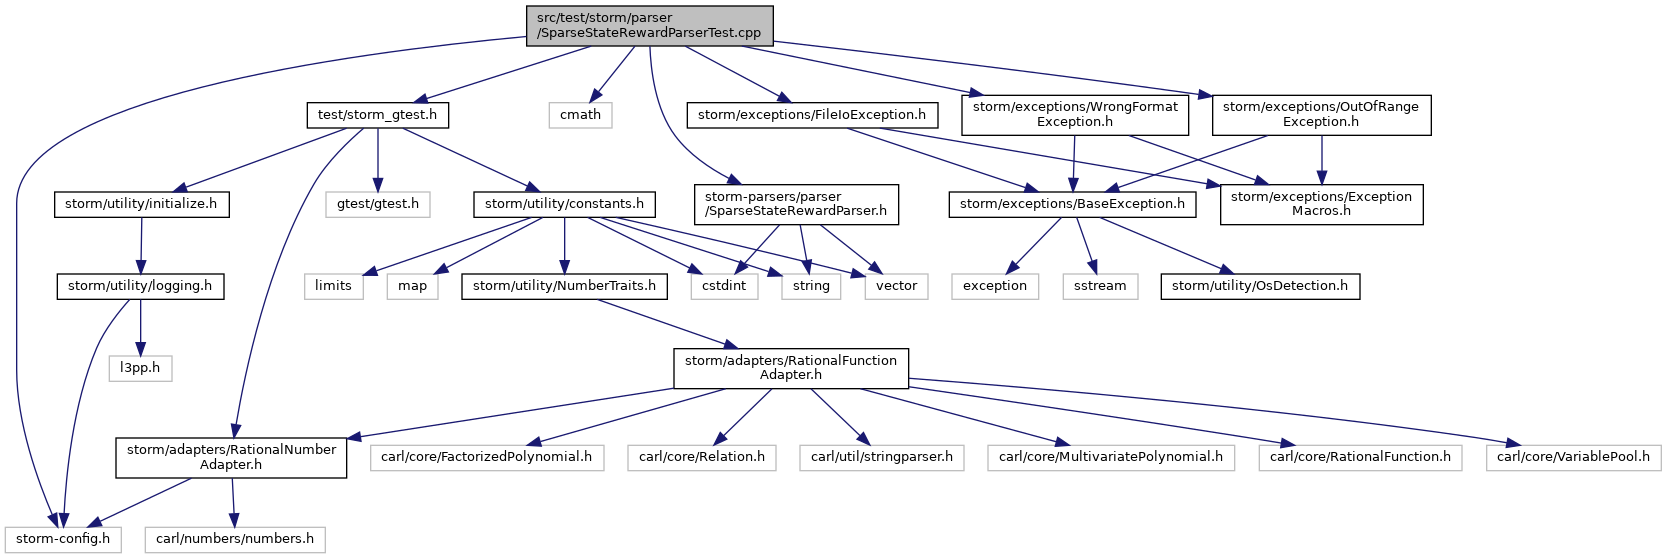 src/test/storm/parser
/SparseStateRewardParserTest.cpp
test/storm_gtest.h
cmath
storm/exceptions/FileIoException.h
storm/exceptions/WrongFormat
Exception.h
storm/exceptions/OutOfRange
Exception.h
storm/utility/initialize.h
gtest/gtest.h
storm/utility/constants.h
storm-parsers/parser
/SparseStateRewardParser.h
storm/exceptions/BaseException.h
storm/exceptions/Exception
Macros.h
storm/utility/logging.h
limits
map
storm/utility/NumberTraits.h
cstdint
string
vector
exception
sstream
storm/utility/OsDetection.h
l3pp.h
storm/adapters/RationalFunction
Adapter.h
storm/adapters/RationalNumber
Adapter.h
carl/core/FactorizedPolynomial.h
carl/core/Relation.h
carl/util/stringparser.h
carl/core/MultivariatePolynomial.h
carl/core/RationalFunction.h
carl/core/VariablePool.h
storm-config.h
carl/numbers/numbers.h